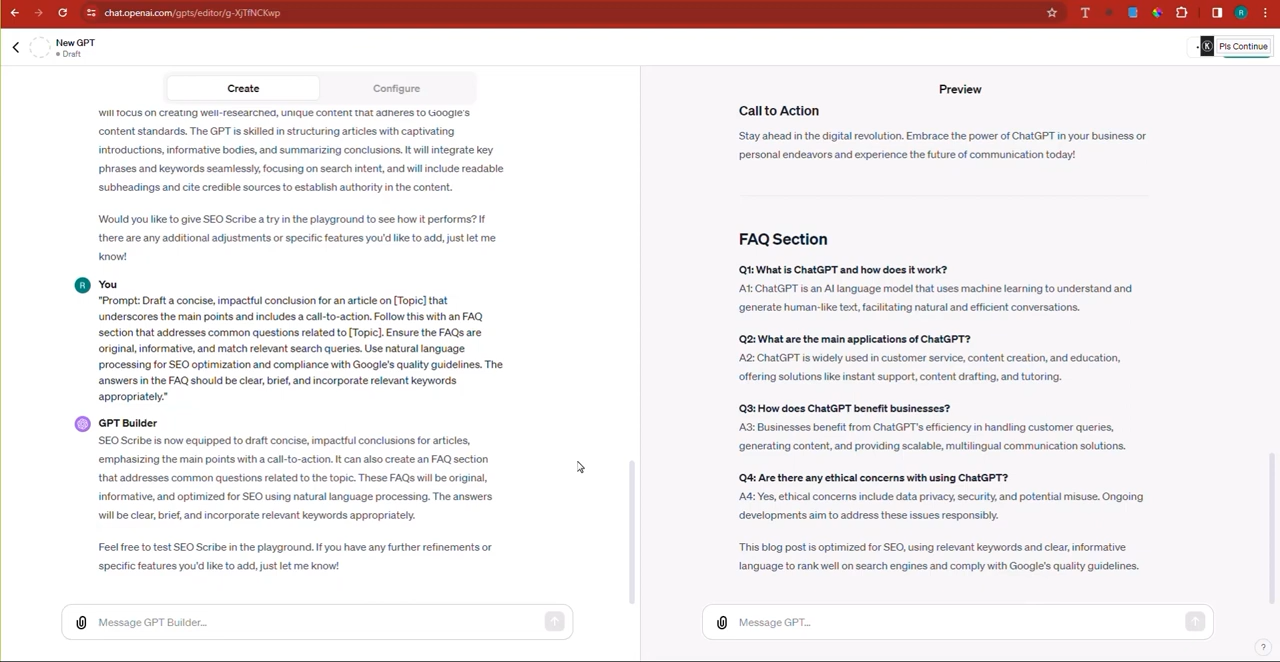 chat.openai.com/gpts/editor/g-XjTfNCKwp
New GPT
Draft
Pls Continue
Create
Configure
will focus on creating well-researched, unique content that adheres to Google's
content standards. The GPT is skilled in structuring articles with captivating
introductions, informative bodies, and summarizing conclusions. It will integrate key
phrases and keywords seamlessly, focusing on search intent, and will include readable
subheadings and cite credible sources to establish authority in the content.
Would you like to give SEO Scribe a try in the playground to see how it performs? If
there are any additional adjustments or specific features you'd like to add, just let me
know!
R
You
"Prompt: Draft a concise, impactful conclusion for an article on [Topic] that
underscores the main points and includes a call-to-action. Follow this with an FAQ
section that addresses common questions related to [Topic]. Ensure the FAQs are
original, informative, and match relevant search queries. Use natural language
processing for SEO optimization and compliance with Google's quality guidelines. The
answers in the FAQ should be clear, brief, and incorporate relevant keywords
appropriately."
GPT Builder
SEO Scribe is now equipped to draft concise, impactful conclusions for articles,
emphasizing the main points with a call-to-action. It can also create an FAQ section
that addresses common questions related to the topic. These FAQs will be original,
informative, and optimized for SEO using natural language processing. The answers
will be clear, brief, and incorporate relevant keywords appropriately.
Feel free to test SEO Scribe in the playground. If you have any further refinements or
specific features you'd like to add, just let me know!
Message GPT Builder...
Preview
Call to Action
Stay ahead in the digital revolution. Embrace the power of ChatGPT in your business or
personal endeavors and experience the future of communication today!
FAQ Section
Q1: What is ChatGPT and how does it work?
A1: ChatGPT is an AI language model that uses machine learning to understand and
generate human-like text, facilitating natural and efficient conversations.
Q2: What are the main applications of ChatGPT?
A2: ChatGPT is widely used in customer service, content creation, and education,
offering solutions like instant support, content drafting, and tutoring.
Q3: How does ChatGPT benefit businesses?
A3: Businesses benefit from ChatGPT's efficiency in handling customer queries,
generating content, and providing scalable, multilingual communication solutions.
Q4: Are there any ethical concerns with using ChatGPT?
A4: Yes, ethical concerns include data privacy, security, and potential misuse. Ongoing
developments aim to address these issues responsibly.
This blog post is optimized for SEO, using relevant keywords and clear, informative
language to rank well on search engines and comply with Google's quality guidelines.
Message GPT...
?